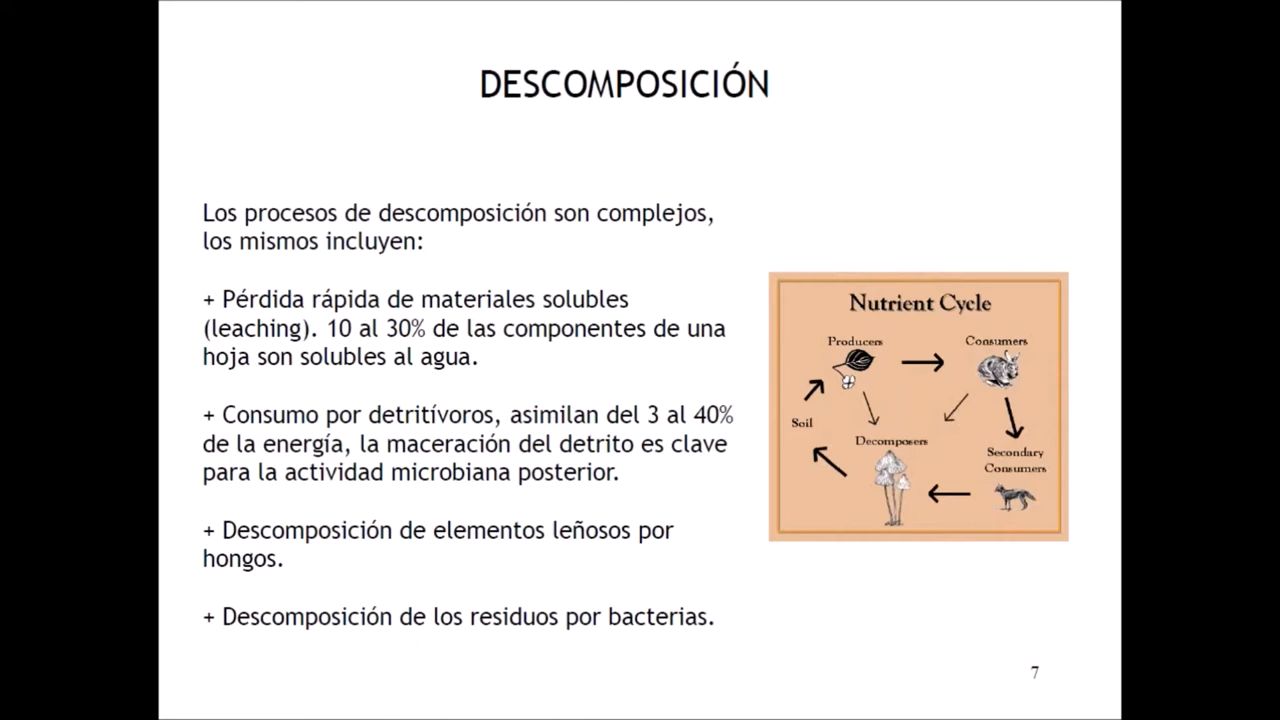 DESCOMPOSICIÓN
Los procesos de descomposición son complejos,
los mismos incluyen:
+ Pérdida rápida de materiales solubles
(leaching). 10 al 30% de las componentes de una
hoja son solubles al agua.
+ Consumo por detritívoros, asimilan del 3 al 40%
de la energía, la maceración del detrito es clave
para la actividad microbiana posterior.
+ Descomposición de elementos leñosos por
hongos.
+ Descomposición de los residuos por bacterias.
Nutrient Cycle
Producers
Consumers
Soil
Decomposers
Secondary
Consumers
7